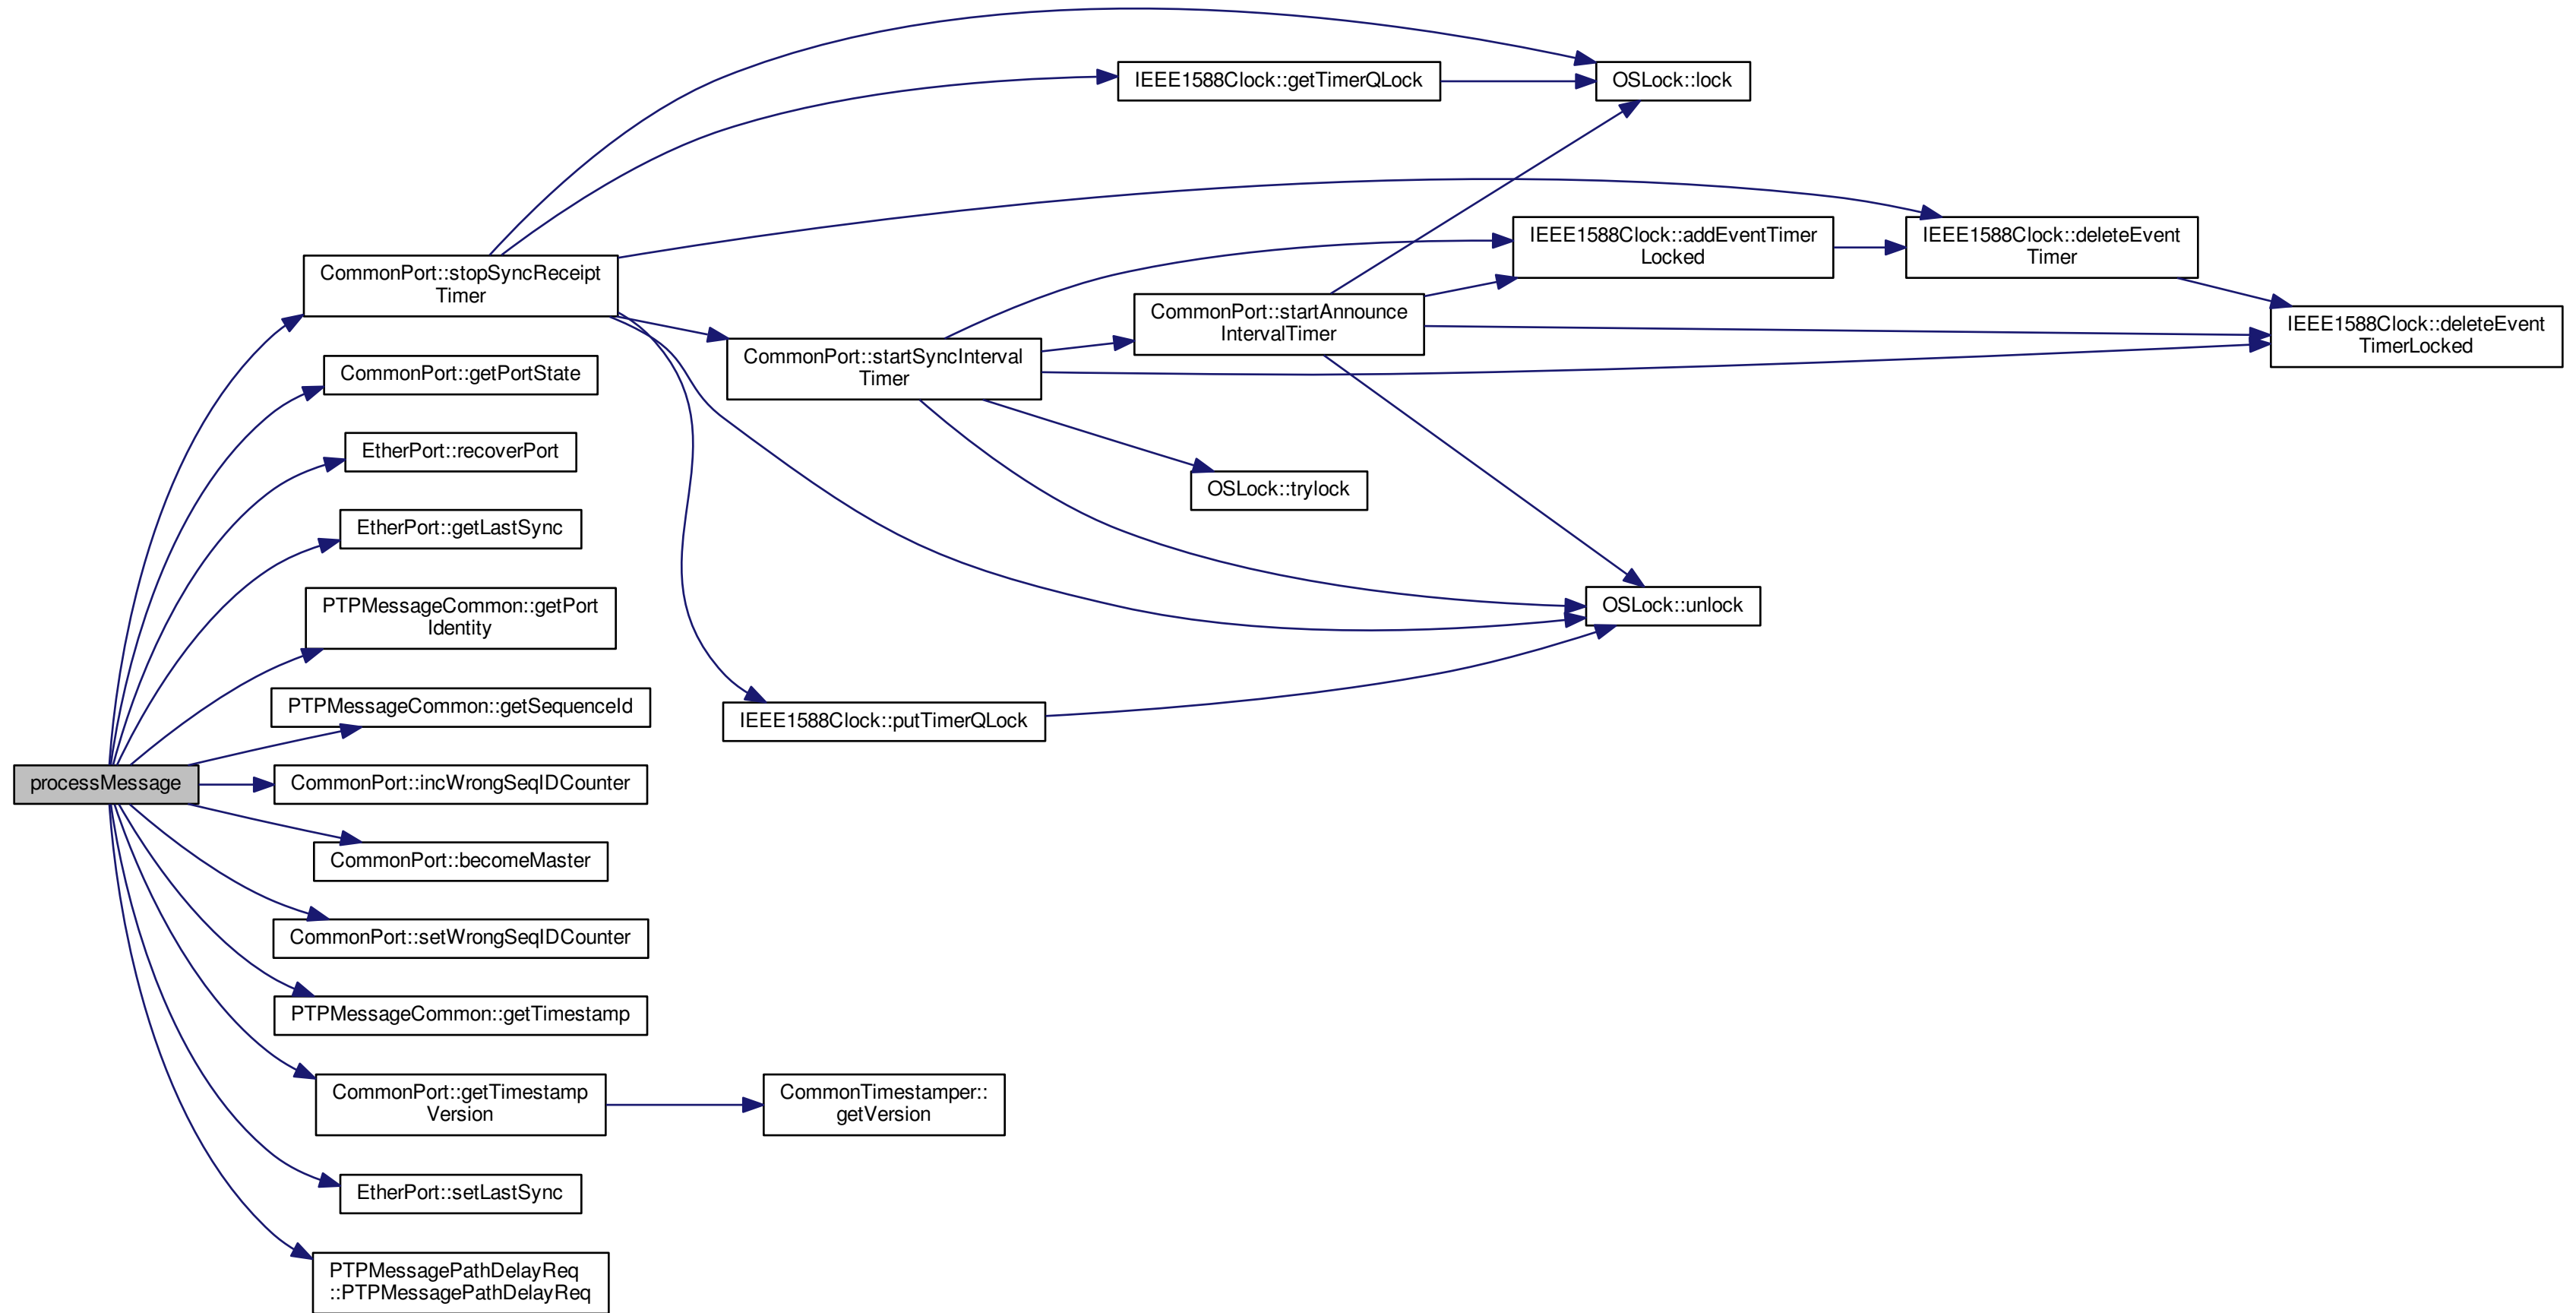 processMessage
CommonPort::stopSyncReceipt
Timer
CommonPort::getPortState
EtherPort::recoverPort
EtherPort::getLastSync
PTPMessageCommon::getPort
Identity
PTPMessageCommon::getSequenceId
CommonPort::incWrongSeqIDCounter
CommonPort::becomeMaster
CommonPort::setWrongSeqIDCounter
PTPMessageCommon::getTimestamp
CommonPort::getTimestamp
Version
EtherPort::setLastSync
PTPMessagePathDelayReq
::PTPMessagePathDelayReq
CommonPort::startSyncInterval
Timer
IEEE1588Clock::putTimerQLock
CommonTimestamper::
getVersion
IEEE1588Clock::getTimerQLock
CommonPort::startAnnounce
IntervalTimer
OSLock::trylock
OSLock::lock
IEEE1588Clock::addEventTimer
Locked
OSLock::unlock
IEEE1588Clock::deleteEvent
Timer
IEEE1588Clock::deleteEvent
TimerLocked